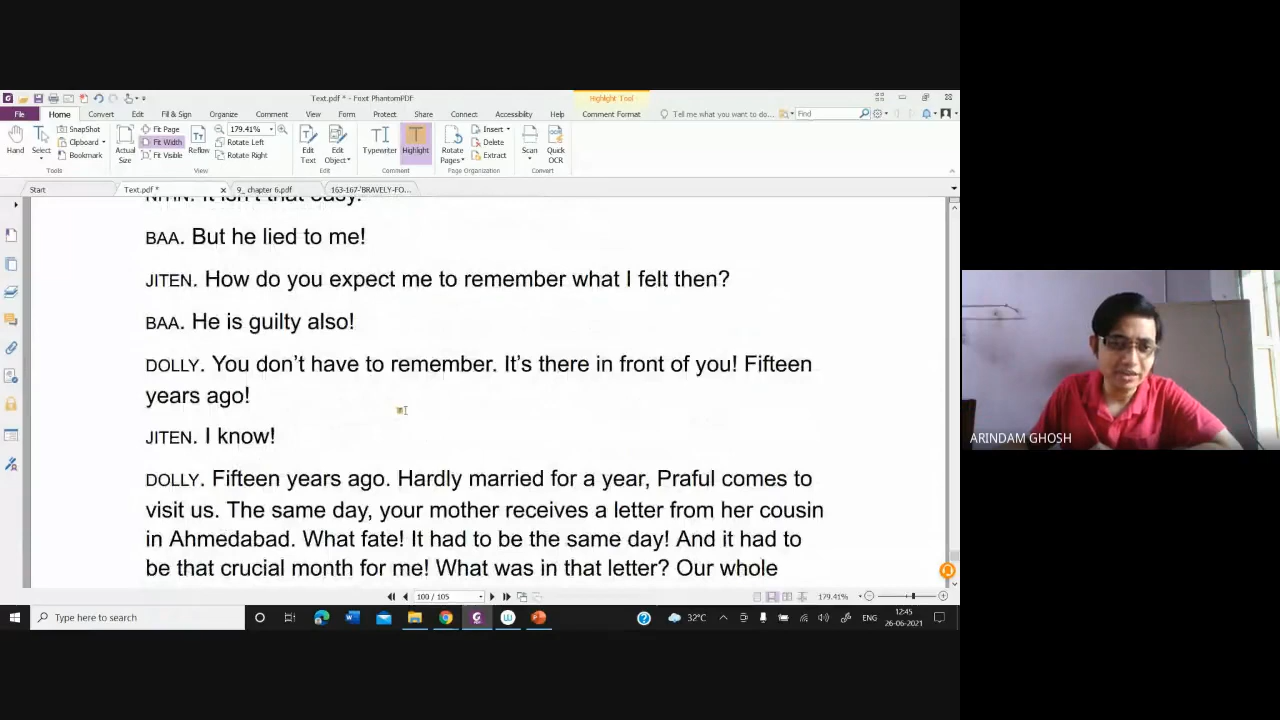 Text.pdf * - Foxit PhantomPDF
Highlight Tool
File Home Convert Edit Fill & Sign Organize Comment View Form Protect Share Connect Accessibility Help Comment Format Tell me what you want to do... Find
SnapShot
Clipboard
Bookmark
Hand Select
Tools
Actual Size
Fit Page
Fit Width
Fit Visible
Reflow
179.41%
Rotate Left
Rotate Right
View
Edit Text
Edit Object
Edit
Typewriter
Highlight
Comment
Rotate Pages
Insert
Delete
Extract
Page Organization
Scan
Quick OCR
Convert
Start Text.pdf * 9_ chapter 6.pdf 163-167-'BRAVELY-FO...
NITIN. It isn't that easy.
BAA. But he lied to me!
JITEN. How do you expect me to remember what I felt then?
BAA. He is guilty also!
DOLLY. You don't have to remember. It's there in front of you! Fifteen
years ago!
JITEN. I know!
DOLLY. Fifteen years ago. Hardly married for a year, Praful comes to
visit us. The same day, your mother receives a letter from her cousin
in Ahmedabad. What fate! It had to be the same day! And it had to
be that crucial month for me! What was in that letter? Our whole
100 / 105
179.41%
Type here to search
32°C
ENG
12:45
26-06-2021
ARINDAM GHOSH